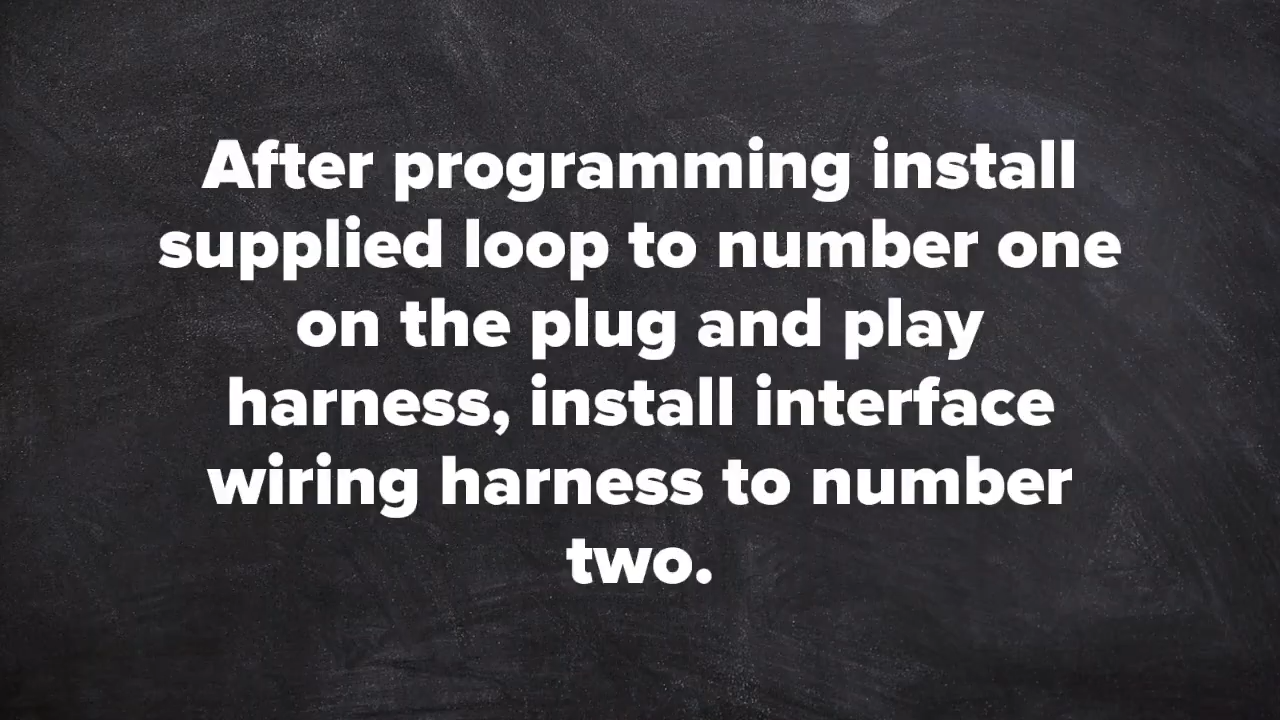 After programming install
supplied loop to number one
on the plug and play
harness, install interface
wiring harness to number
two.